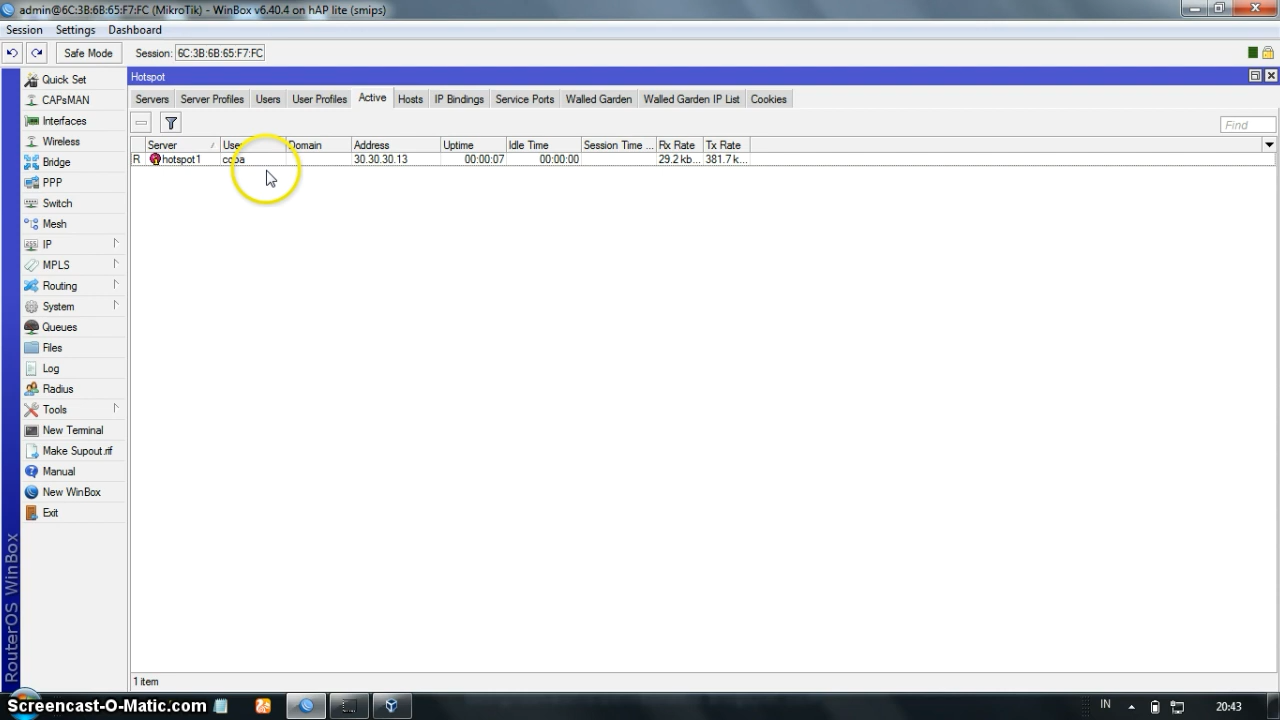 admin@6C:3B:6B:65:F7:FC (MikroTik) - WinBox v6.40.4 on hAP lite (smips)
Session Settings Dashboard
Safe Mode Session: 6C:3B:6B:65:F7:FC
Hotspot
Servers Server Profiles Users User Profiles Active Hosts IP Bindings Service Ports Walled Garden Walled Garden IP List Cookies
Find
Server User Domain Address Uptime Idle Time Session Time ... Rx Rate Tx Rate
R hotspot1 coba 30.30.30.13 00:00:07 00:00:00 29.2 kb... 381.7 k...
Quick Set
CAPsMAN
Interfaces
Wireless
Bridge
PPP
Switch
Mesh
IP
MPLS
Routing
System
Queues
Files
Log
Radius
Tools
New Terminal
Make Supout.rif
Manual
New WinBox
Exit
RouterOS WinBox
1 item
Screencast-O-Matic.com
IN 20:43